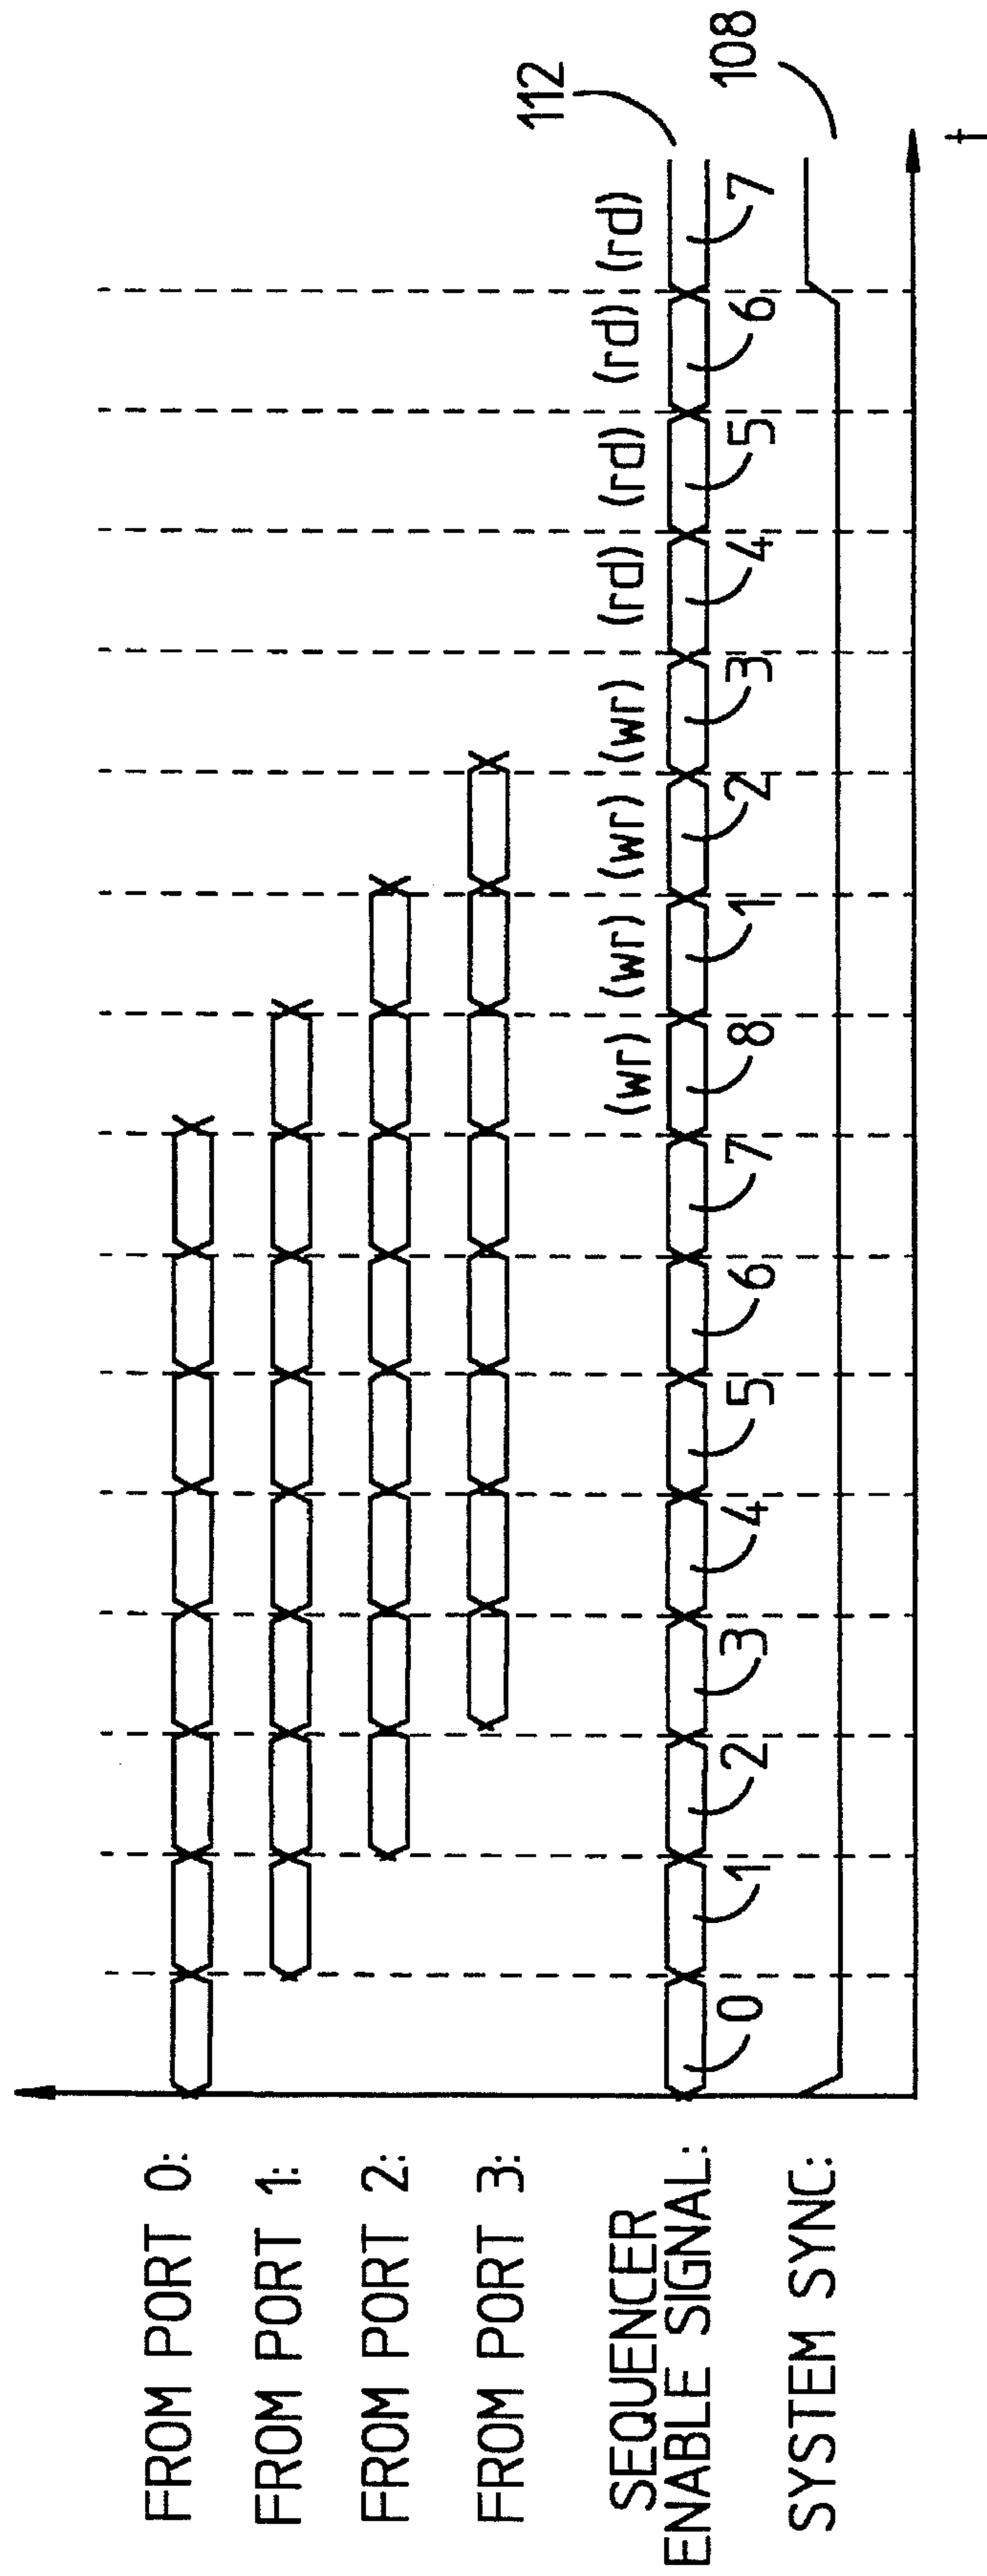 FROM PORT 0:
FROM PORT 1:
FROM PORT 2:
FROM PORT 3:
112
(wr) (wr) (wr) (wr) (rd) (rd) (rd) (rd)
SEQUENCER
ENABLE SIGNAL:
0 1 2 3 4 5 6 7 8 1 2 3 4 5 6 7
108
SYSTEM SYNC:
t